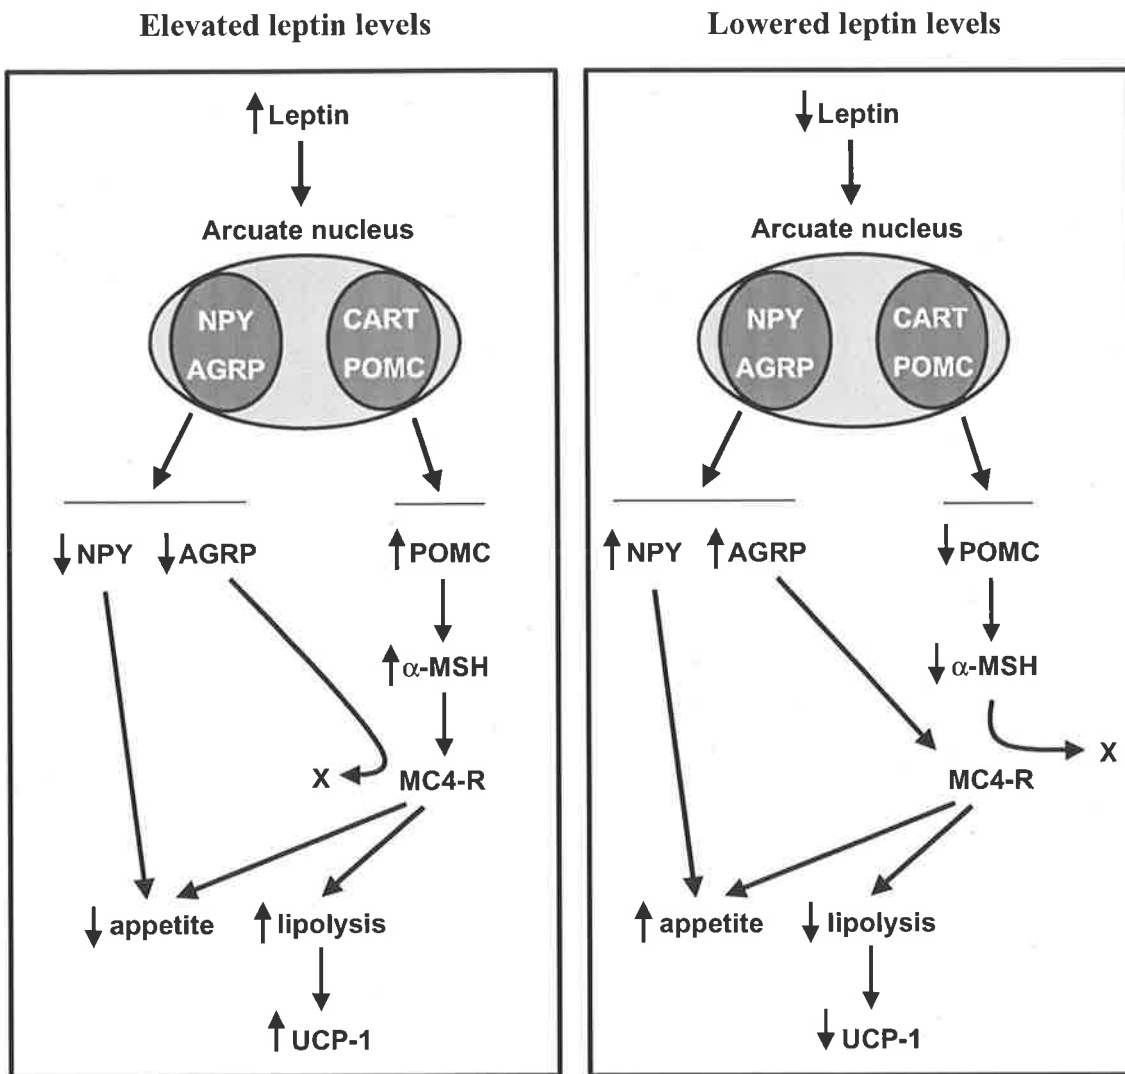 Elevated leptin levels
↑ Leptin
Arcuate nucleus
NPY
AGRP
CART
POMC
↓ NPY ↓ AGRP
↑ POMC
↑ α-MSH
X
MC4-R
↓ appetite
↑ lipolysis
↑ UCP-1
Lowered leptin levels
↓ Leptin
Arcuate nucleus
NPY
AGRP
CART
POMC
↑ NPY ↑ AGRP
↓ POMC
↓ α-MSH
X
MC4-R
↑ appetite
↓ lipolysis
↓ UCP-1